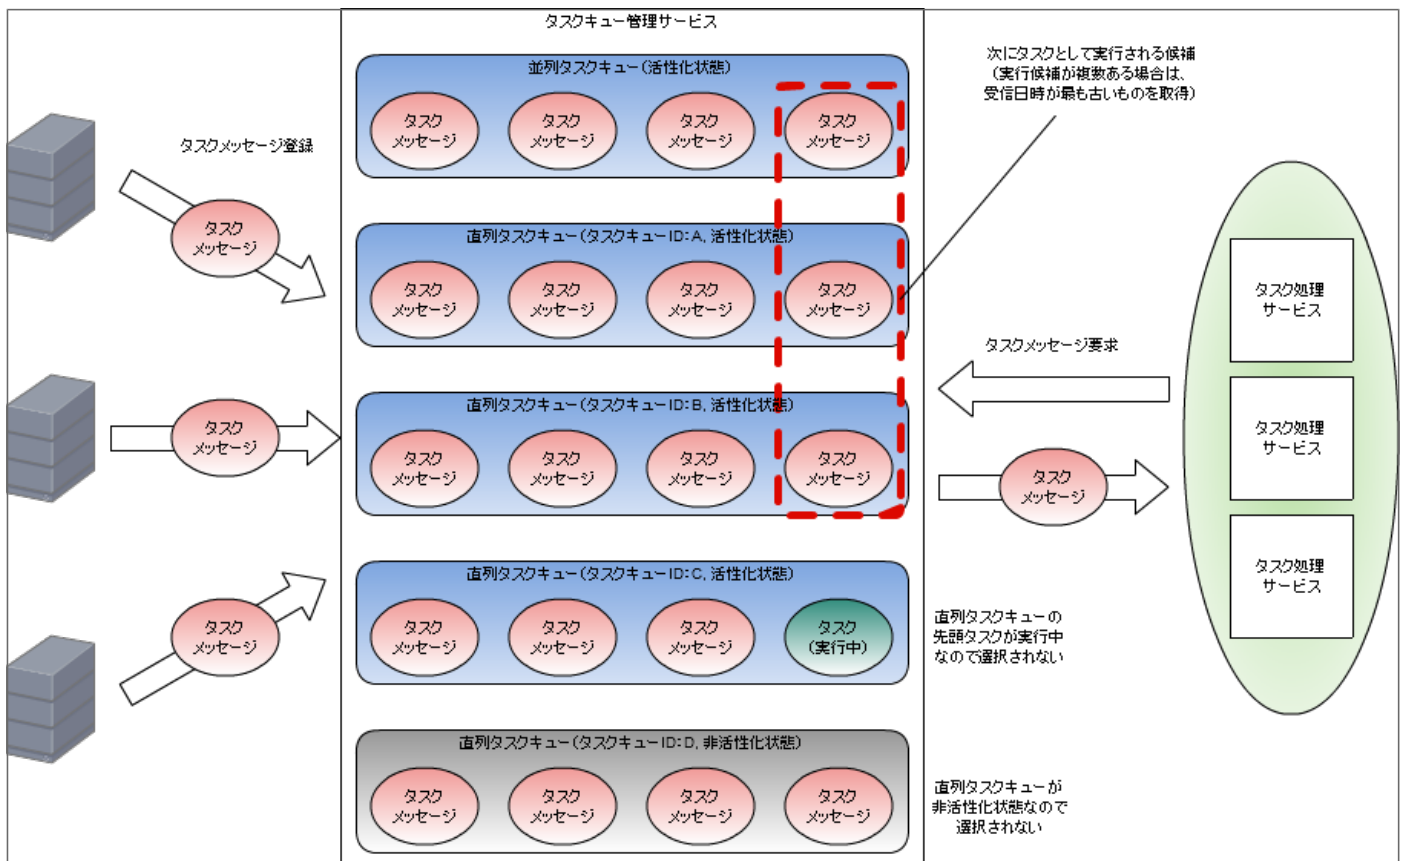 タスクキュー管理サービス
次にタスクとして実行される候補
(実行候補が複数ある場合は、
受信日時が最も古いものを取得)
並列タスクキュー(活性化状態)
タスク
メッセージ
タスク
メッセージ
タスク
メッセージ
タスク
メッセージ
タスクメッセージ登録
タスク
メッセージ
直列タスクキュー(タスクキューID:A, 活性化状態)
タスク
メッセージ
タスク
メッセージ
タスク
メッセージ
タスク
メッセージ
タスク処理
サービス
タスクメッセージ要求
直列タスクキュー(タスクキューID:B, 活性化状態)
タスク
メッセージ
タスク
メッセージ
タスク
メッセージ
タスク
メッセージ
タスク
メッセージ
タスク処理
サービス
タスク
メッセージ
直列タスクキュー(タスクキューID:C, 活性化状態)
タスク
メッセージ
タスク
メッセージ
タスク
メッセージ
タスク
メッセージ
タスク
(実行中)
タスク処理
サービス
直列タスクキューの
先頭タスクが実行中
なので選択されない
直列タスクキュー(タスクキューID:D, 非活性化状態)
タスク
メッセージ
タスク
メッセージ
タスク
メッセージ
タスク
メッセージ
直列タスクキューが
非活性化状態なので
選択されない